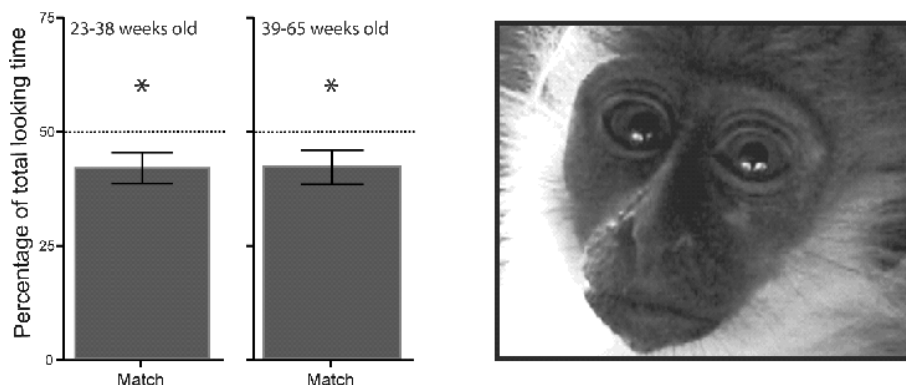 Percentage of total looking time
75
50
25
0
23-38 weeks old
*
Match
39-65 weeks old
*
Match